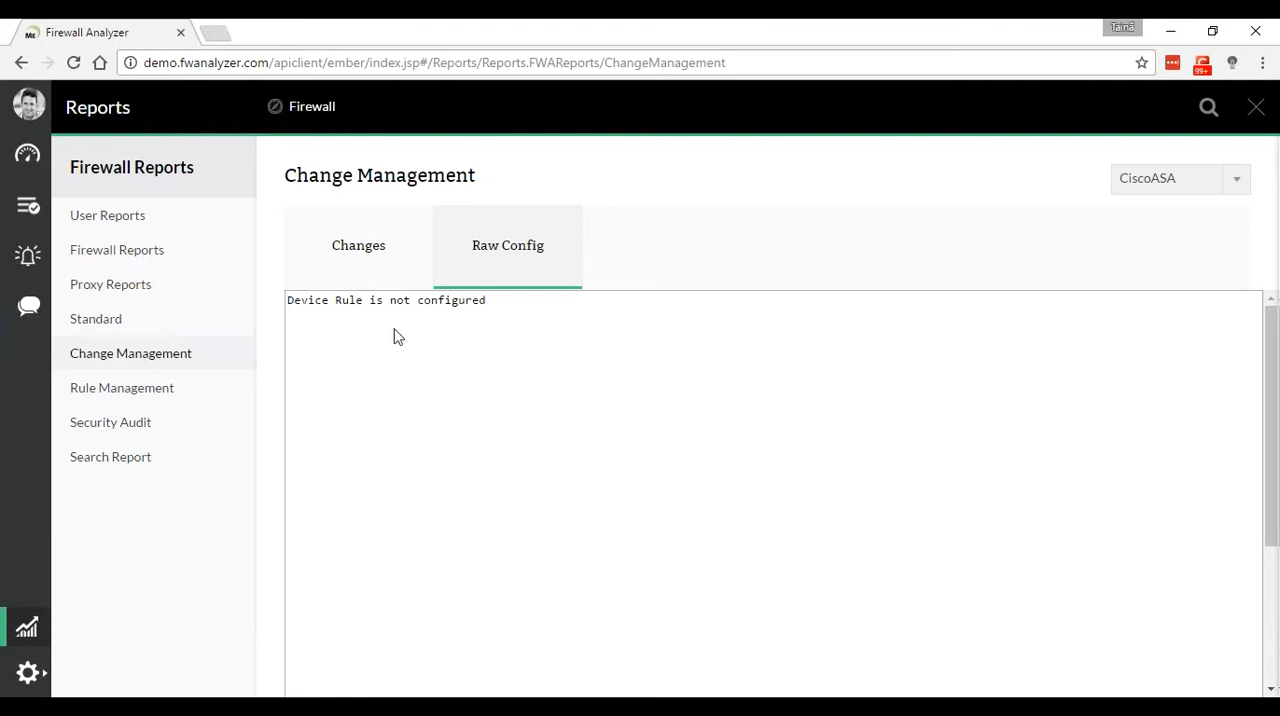 Firewall Analyzer
Tainã
demo.fwanalyzer.com/apiclient/ember/index.jsp#/Reports/Reports.FWAReports/ChangeManagement
99+
Reports
Firewall
Firewall Reports
User Reports
Firewall Reports
Proxy Reports
Standard
Change Management
Rule Management
Security Audit
Search Report
Change Management
CiscoASA
Changes
Raw Config
Device Rule is not configured